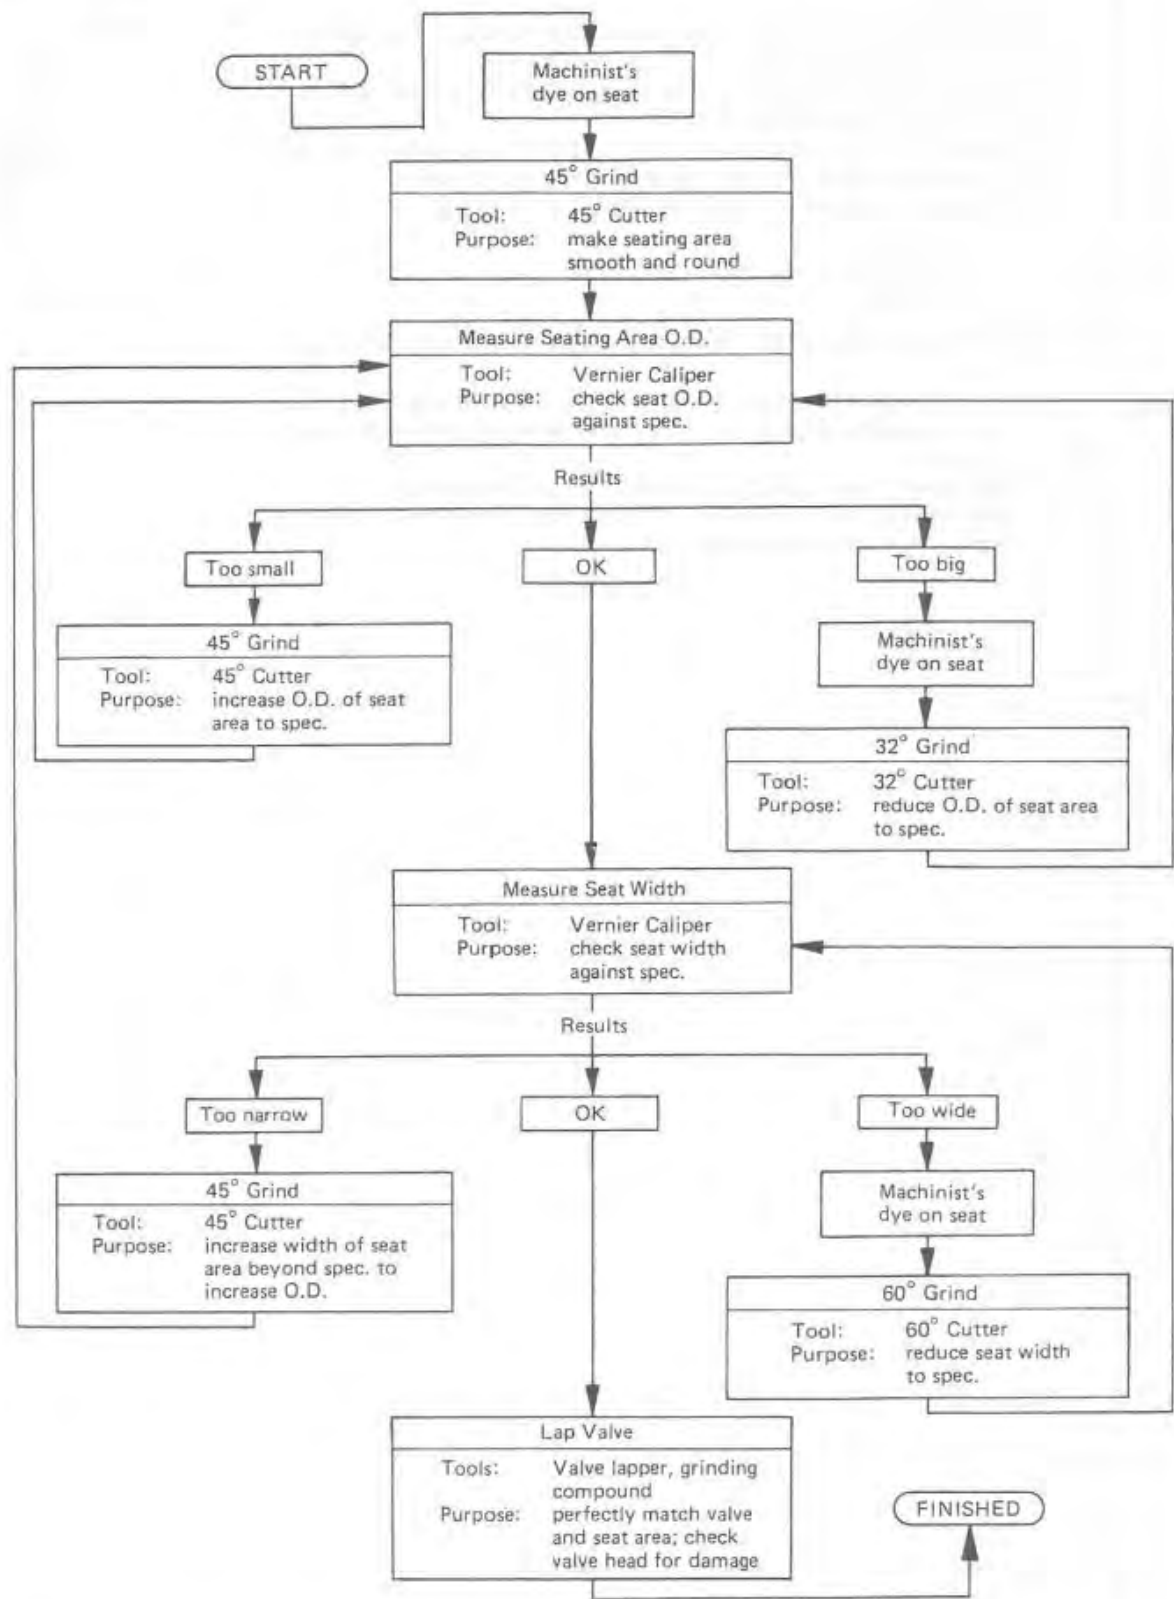 START
Machinist's
dye on seat
45° Grind
Tool: 45° Cutter
Purpose: make seating area
smooth and round
Measure Seating Area O.D.
Tool: Vernier Caliper
Purpose: check seat O.D.
against spec.
Results
Too small
OK
Too big
45° Grind
Tool: 45° Cutter
Purpose: increase O.D. of seat
area to spec.
Machinist's
dye on seat
32° Grind
Tool: 32° Cutter
Purpose: reduce O.D. of seat area
to spec.
Measure Seat Width
Tool: Vernier Caliper
Purpose: check seat width
against spec.
Results
Too narrow
OK
Too wide
45° Grind
Tool: 45° Cutter
Purpose: increase width of seat
area beyond spec. to
increase O.D.
Machinist's
dye on seat
60° Grind
Tool: 60° Cutter
Purpose: reduce seat width
to spec.
Lap Valve
Tools: Valve lapper, grinding
compound
Purpose: perfectly match valve
and seat area; check
valve head for damage
FINISHED